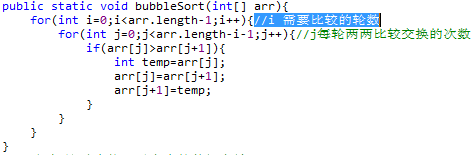 public static void bubbleSort(int[] arr){
for(int i=0;i<arr.length-1;i++){//i 需要比较的轮数
for(int j=0;j<arr.length-i-1;j++){//j每轮两两比较交换的次数
if(arr[j]>arr[j+1]){
int temp=arr[j];
arr[j]=arr[j+1];
arr[j+1]=temp;
}
}
}
}